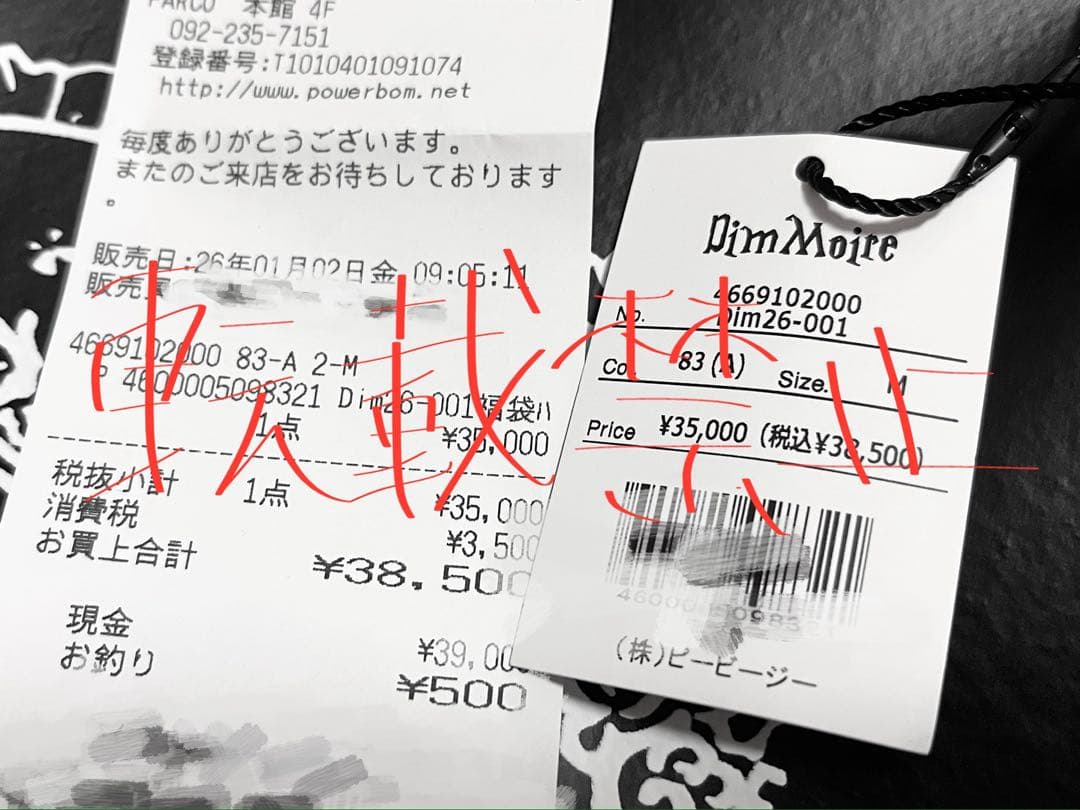 PARCO 本館 4F
092-235-7151
登録番号:T1010401091074
http://www.powerbom.net
毎度ありがとうございます。
またのご来店をお待ちしております
。
販売日:26年01月02日金 09:05:11
販売員
4669102000 83-A 2-M
P 4600005098321 Dim26-001福袋
1点 ¥35,000
税抜小計 1点 ¥35,000
消費税 ¥3,500
お買上合計 ¥38,500
現金 ¥39,00
お釣り ¥500
Dim Moire
4669102000
No. Dim26-001
Col. 83(A) Size. M
Price ¥35,000 (税込¥38,500)
(株)ビービージー
転載禁止